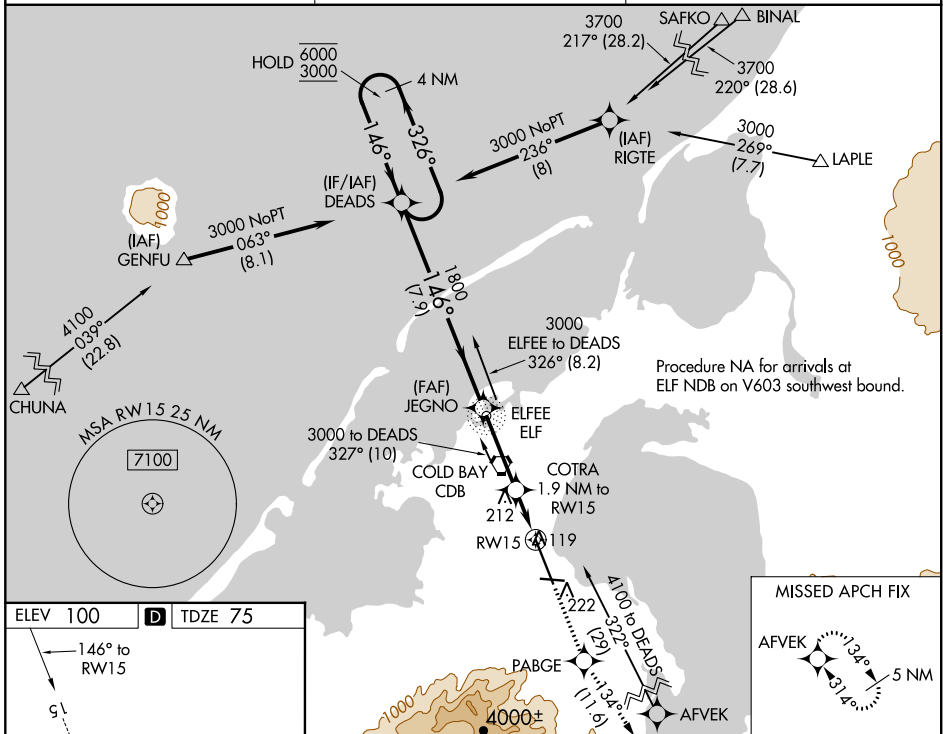 SAFKO
BINAL
3700
217° (28.2)
3700
220° (28.6)
HOLD
6000
3000
4 NM
146°
326°
3000 NoPT
236°
(8)
(IAF)
RIGTE
3000
269°
(7.7)
LAPLE
1000
(IF/IAF)
DEADS
3000 NoPT
063°
(8.1)
(IAF)
GENFU
1000
4100
039°
(22.8)
CHUNA
1800
146°
(7.9)
3000
ELFEE to DEADS
326° (8.2)
Procedure NA for arrivals at
ELF NDB on V603 southwest bound.
(FAF)
JEGNO
ELFEE
ELF
MSA RW15 25 NM
7100
3000 to DEADS
327° (10)
COLD BAY
CDB
COTRA
1.9 NM to
RW15
212
RW15
119
222
4100 to DEADS
322°
(29)
PABGE
134°
(11.6)
AFVEK
1000
4000±
MISSED APCH FIX
AFVEK
134°
314°
5 NM
ELEV 100
D
TDZE 75
146° to
RW15
15